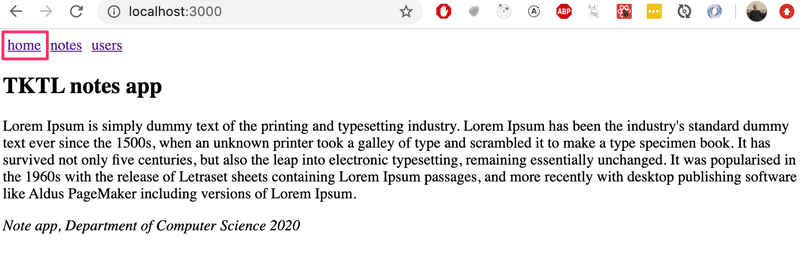 localhost:3000
ABP
home notes users
TKTL notes app
Lorem Ipsum is simply dummy text of the printing and typesetting industry. Lorem Ipsum has been the industry's standard dummy
text ever since the 1500s, when an unknown printer took a galley of type and scrambled it to make a type specimen book. It has
survived not only five centuries, but also the leap into electronic typesetting, remaining essentially unchanged. It was popularised in
the 1960s with the release of Letraset sheets containing Lorem Ipsum passages, and more recently with desktop publishing software
like Aldus PageMaker including versions of Lorem Ipsum.
Note app, Department of Computer Science 2020